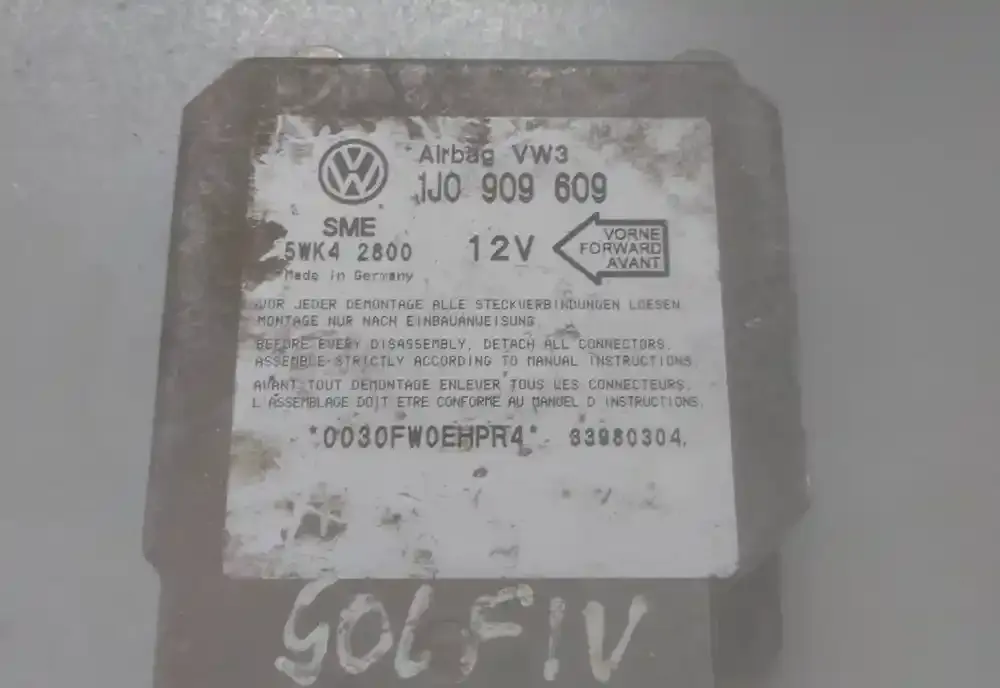 Airbag VW3
1J0 909 609
SME
5WK4 2800
Made in Germany
12V
VORNE
FORWARD
AVANT
VOR JEDER DEMONTAGE ALLE STECKVERBINDUNGEN LOESEN.
MONTAGE NUR NACH EINBAUANWEISUNG.
BEFORE EVERY DISASSEMBLY, DETACH ALL CONNECTORS.
ASSEMBLE STRICTLY ACCORDING TO MANUAL INSTRUCTIONS.
AVANT TOUT DEMONTAGE ENLEVER TOUS LES CONNECTEURS.
L ASSEMBLAGE DOIT ETRE CONFORME AU MANUEL D INSTRUCTIONS.
*0030FW0EHPR4* 83980304.
GOLF IV